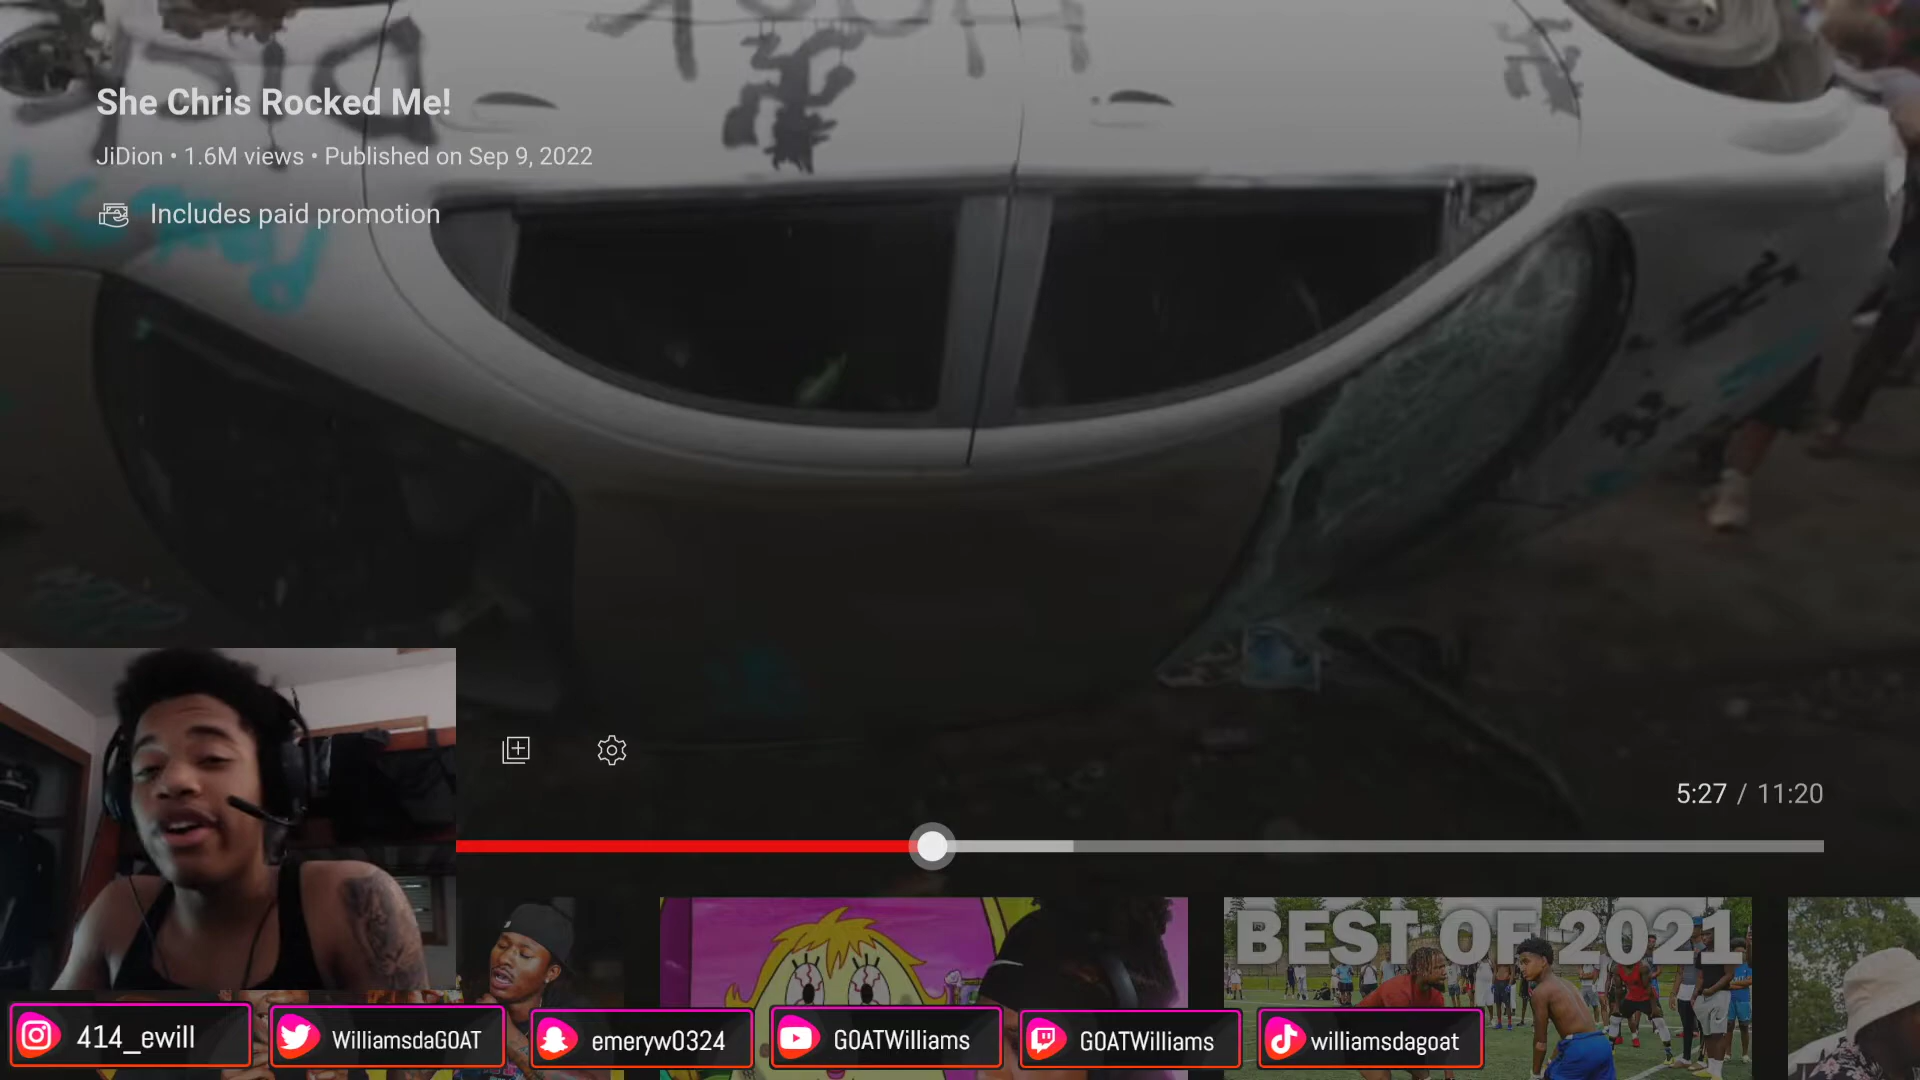 She Chris Rocked Me!
JiDion • 1.6M views • Published on Sep 9, 2022
Includes paid promotion
5:27 / 11:20
BEST OF 2021
414_ewill
WilliamsdaGOAT
emeryw0324
GOATWilliams
GOATWilliams
williamsdagoat